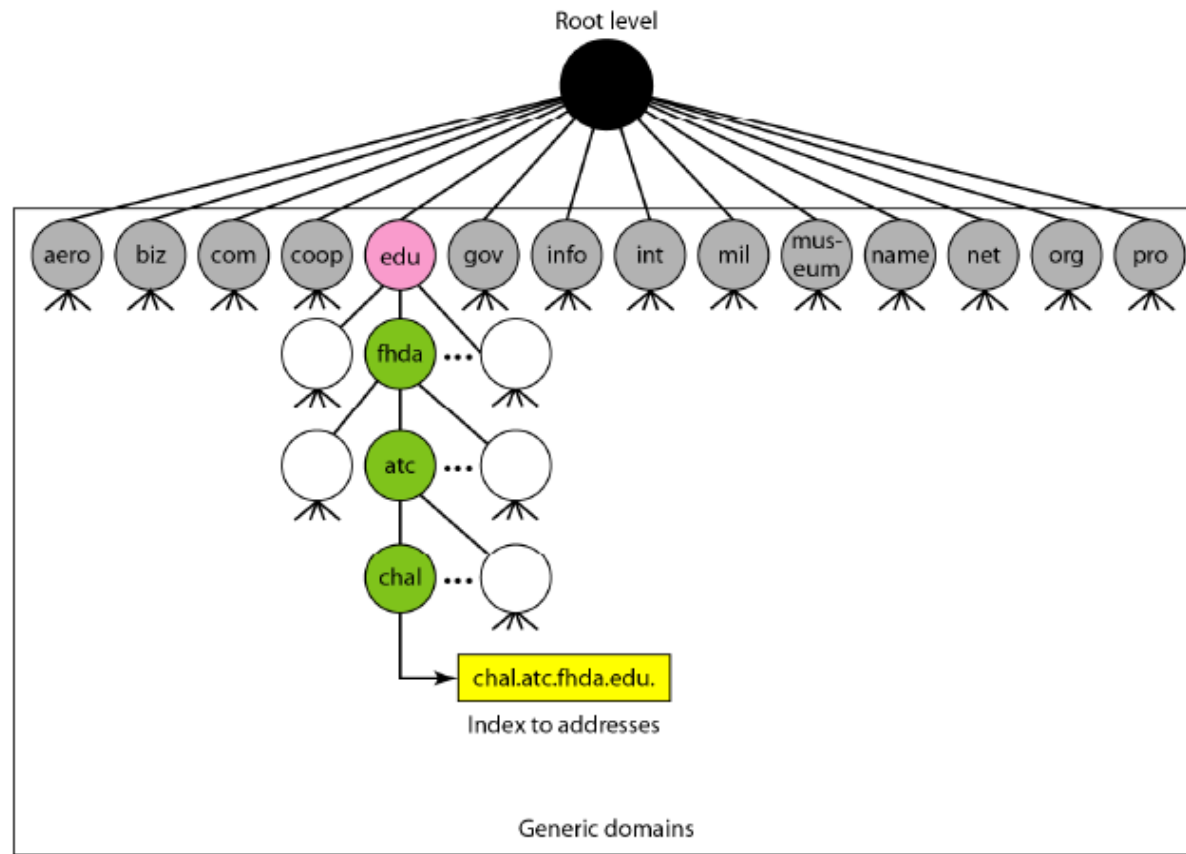 Root level
aero biz com coop edu gov info int mil mus-
eum name net org pro
fhda ...
atc ...
chal ...
chal.atc.fhda.edu.
Index to addresses
Generic domains